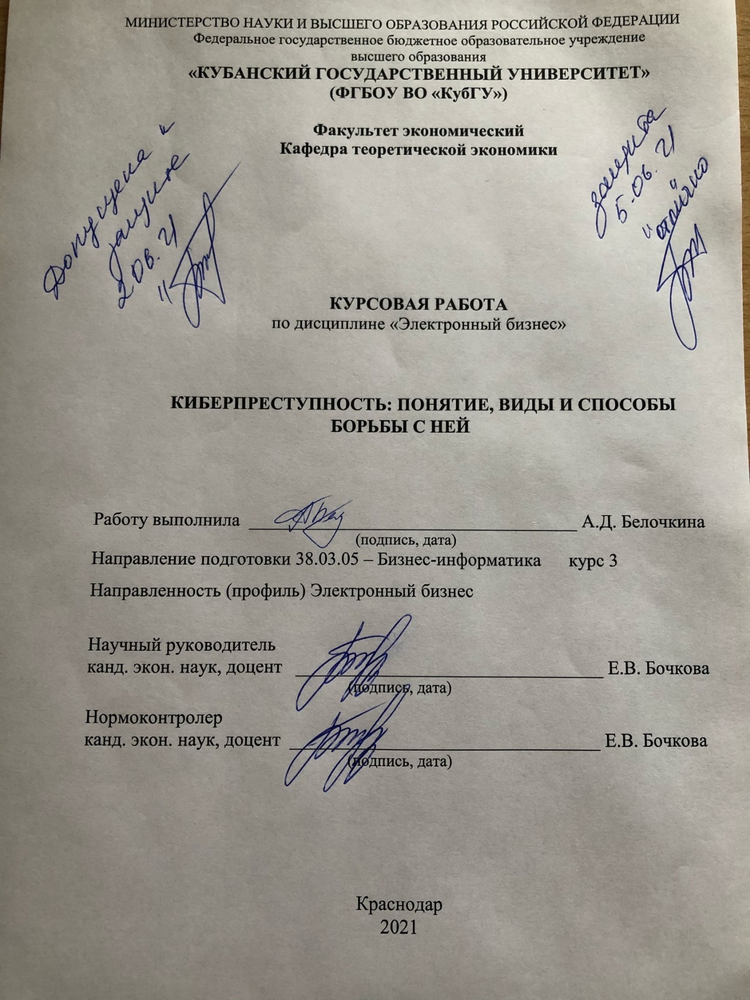 МИНИСТЕРСТВО НАУКИ И ВЫСШЕГО ОБРАЗОВАНИЯ РОССИЙСКОЙ ФЕДЕРАЦИИ
Федеральное государственное бюджетное образовательное учреждение
высшего образования
«КУБАНСКИЙ ГОСУДАРСТВЕННЫЙ УНИВЕРСИТЕТ»
(ФГБОУ ВО «КубГУ»)
Факультет экономический
Кафедра теоретической экономики
Допущена к
защите
2 06. 21
защита
5.06. 21
"отлично"
КУРСОВАЯ РАБОТА
по дисциплине «Электронный бизнес»
КИБЕРПРЕСТУПНОСТЬ: ПОНЯТИЕ, ВИДЫ И СПОСОБЫ
БОРЬБЫ С НЕЙ
Работу выполнила А.Д. Белочкина
(подпись, дата)
Направление подготовки 38.03.05 – Бизнес-информатика курс 3
Направленность (профиль) Электронный бизнес
Научный руководитель
канд. экон. наук, доцент Е.В. Бочкова
(подпись, дата)
Нормоконтролер
канд. экон. наук, доцент Е.В. Бочкова
(подпись, дата)
Краснодар
2021